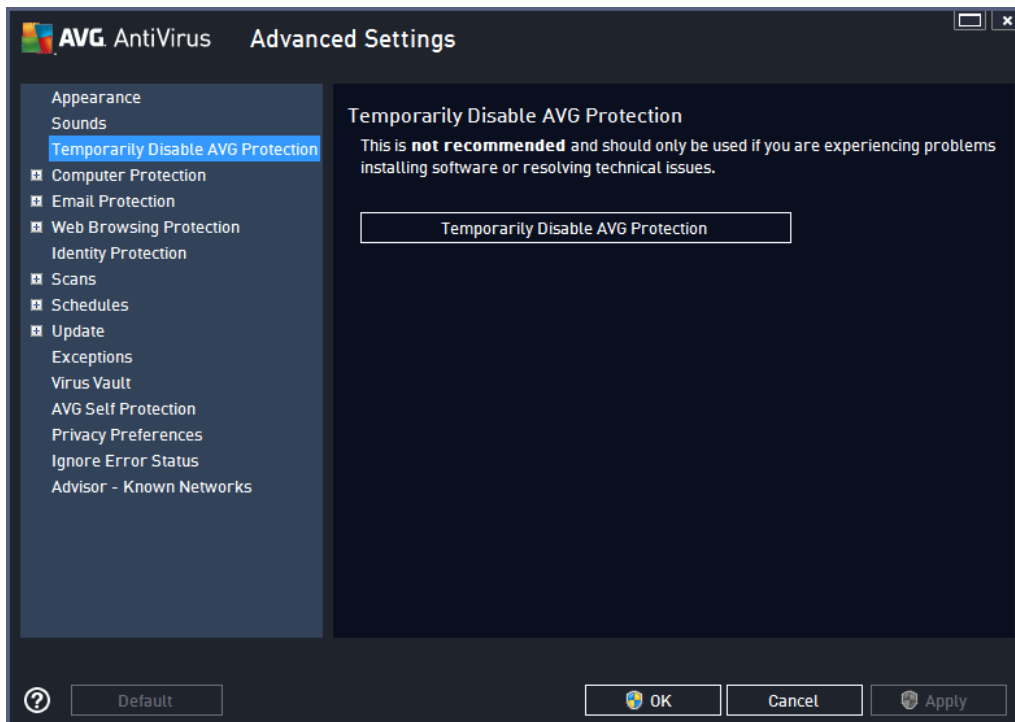 AVG AntiVirus Advanced Settings
Appearance
Sounds
Temporarily Disable AVG Protection
Computer Protection
Email Protection
Web Browsing Protection
Identity Protection
Scans
Schedules
Update
Exceptions
Virus Vault
AVG Self Protection
Privacy Preferences
Ignore Error Status
Advisor - Known Networks
Temporarily Disable AVG Protection
This is not recommended and should only be used if you are experiencing problems
installing software or resolving technical issues.
Temporarily Disable AVG Protection
Default
OK
Cancel
Apply